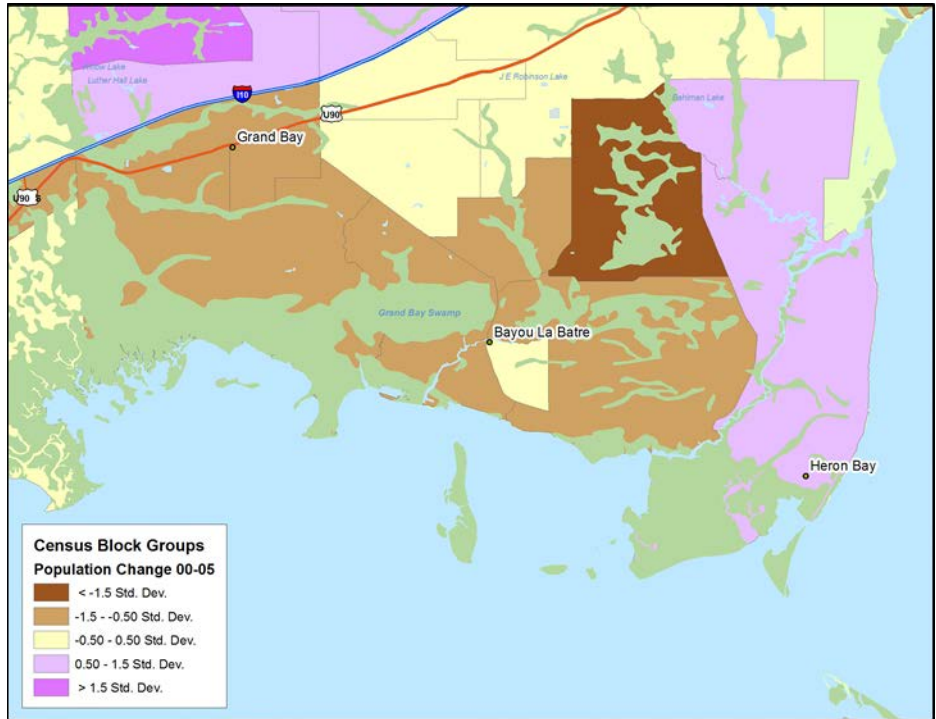 Luther Hall Lake
J E Robinson Lake
I10
U90
Grand Bay
U90
Grand Bay Swamp
Bayou La Batre
Heron Bay
Census Block Groups
Population Change 00-05
< -1.5 Std. Dev.
-1.5 - -0.50 Std. Dev.
-0.50 - 0.50 Std. Dev.
0.50 - 1.5 Std. Dev.
> 1.5 Std. Dev.